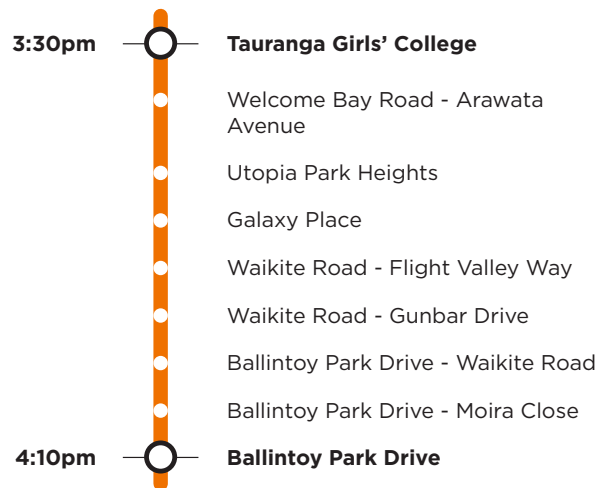 3:30pm Tauranga Girls’ College
Welcome Bay Road - Arawata
Avenue
Utopia Park Heights
Galaxy Place
Waikite Road - Flight Valley Way
Waikite Road - Gunbar Drive
Ballintoy Park Drive - Waikite Road
Ballintoy Park Drive - Moira Close
4:10pm Ballintoy Park Drive